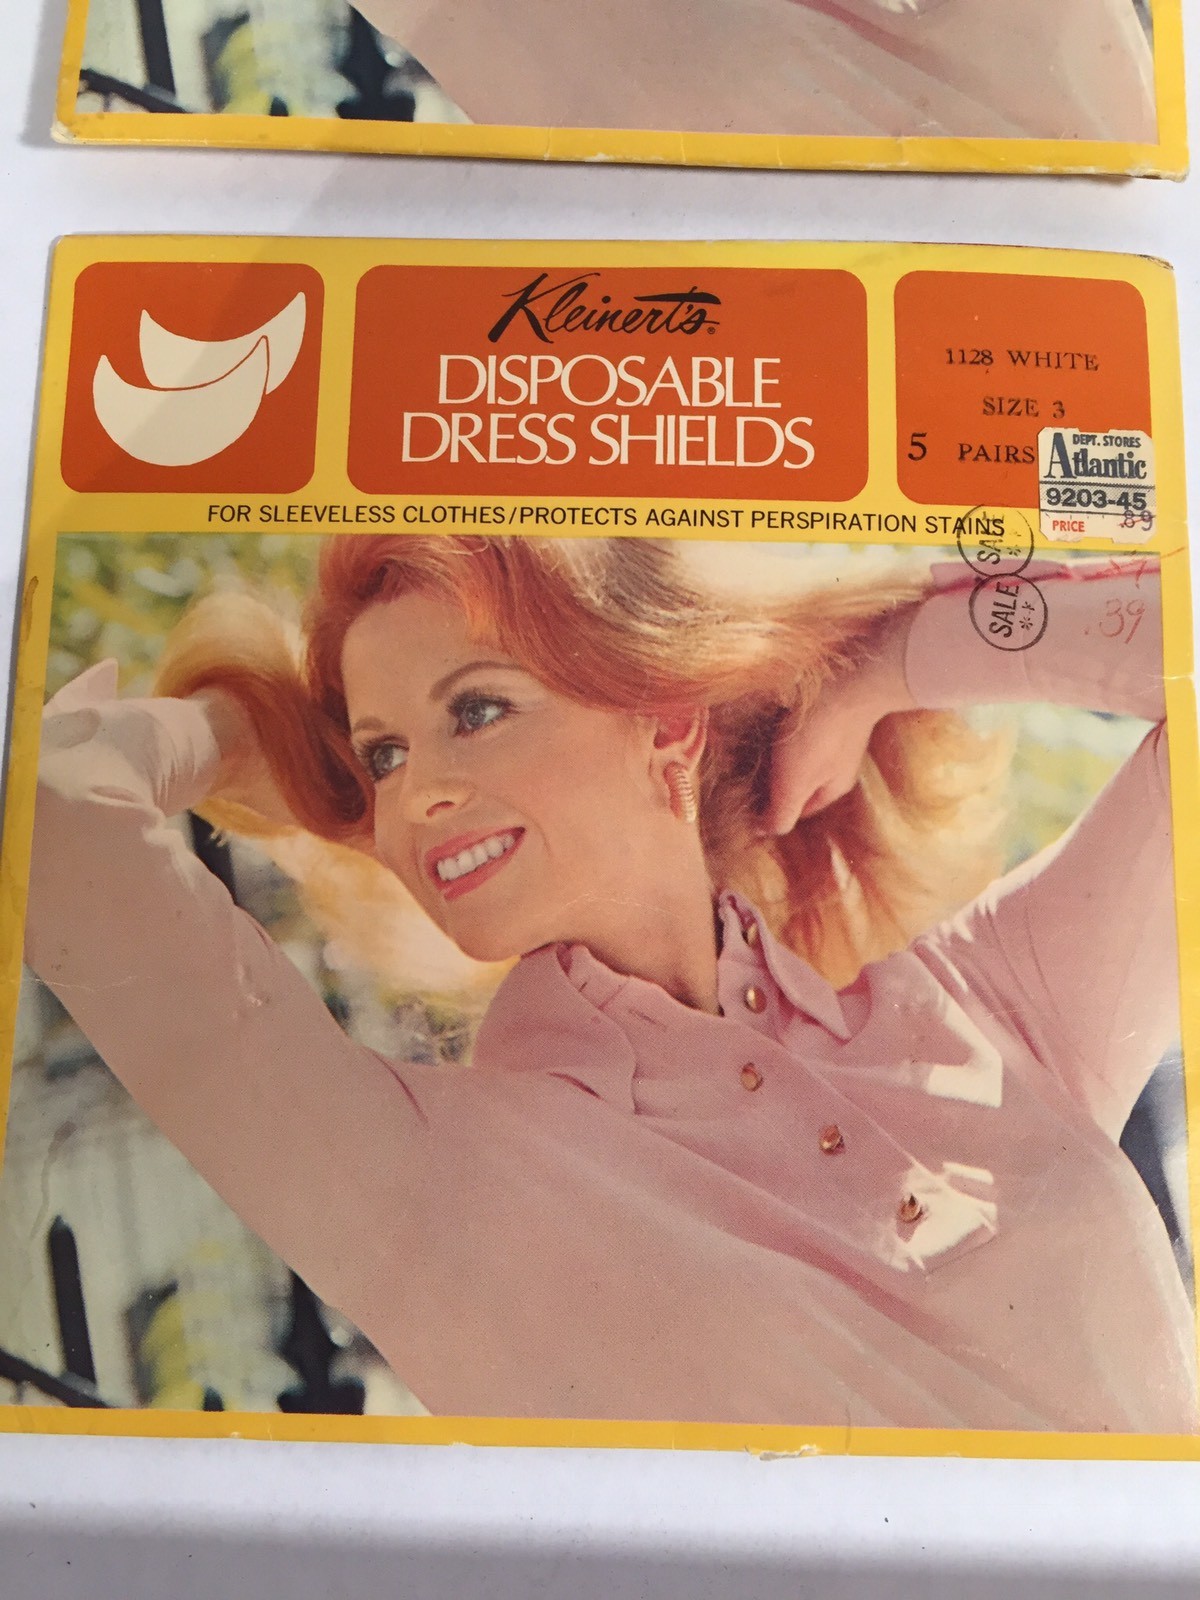 Kleinert's®
DISPOSABLE
DRESS SHIELDS
1128 WHITE
SIZE 3
5 PAIRS
DEPT. STORES
Atlantic
9203-45
PRICE .89
FOR SLEEVELESS CLOTHES/PROTECTS AGAINST PERSPIRATION STAINS
SALE
SALE
.39